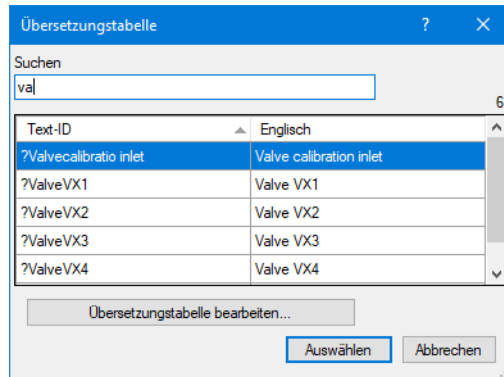 Übersetzungstabelle ?
Suchen
va
6
Text-ID Englisch
?Valvecalibratio inlet Valve calibration inlet
?ValveVX1 Valve VX1
?ValveVX2 Valve VX2
?ValveVX3 Valve VX3
?ValveVX4 Valve VX4
Übersetzungstabelle bearbeiten...
Auswählen Abbrechen